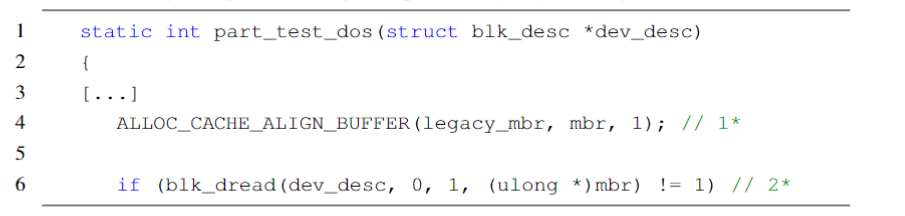 1 static int part_test_dos(struct blk_desc *dev_desc)
2 {
3 [...]
4 ALLOC_CACHE_ALIGN_BUFFER(legacy_mbr, mbr, 1); // 1*
5
6 if (blk_dread(dev_desc, 0, 1, (ulong *)mbr) != 1) // 2*